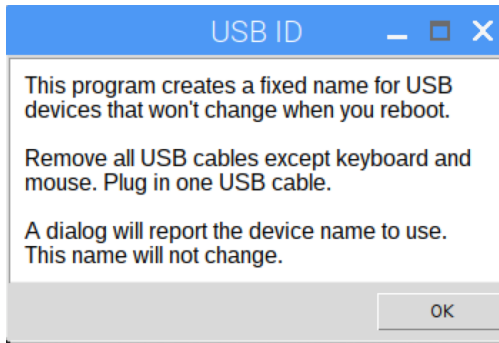 USB ID
This program creates a fixed name for USB
devices that won't change when you reboot.
Remove all USB cables except keyboard and
mouse. Plug in one USB cable.
A dialog will report the device name to use.
This name will not change.
OK